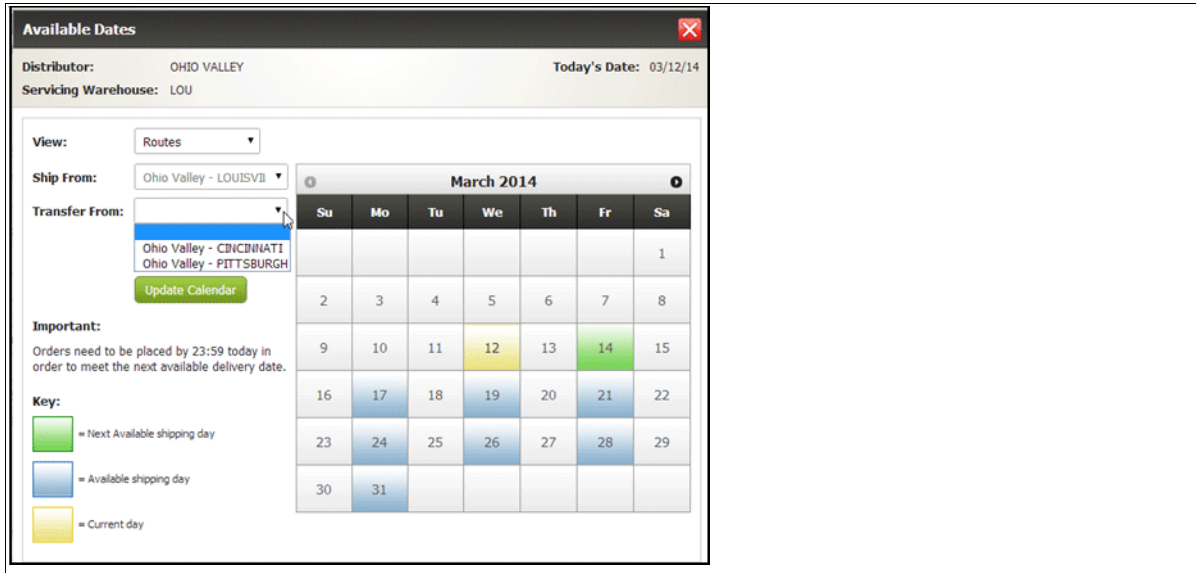 Available Dates
Distributor: OHIO VALLEY Today's Date: 03/12/14
Servicing Warehouse: LOU
View: Routes
Ship From: Ohio Valley - LOUISVIL
Transfer From:
Ohio Valley - CINCINNATI
Ohio Valley - PITTSBURGH
Update Calendar
Important:
Orders need to be placed by 23:59 today in
order to meet the next available delivery date.
Key:
= Next Available shipping day
= Available shipping day
= Current day
March 2014
Su Mo Tu We Th Fr Sa
1
2 3 4 5 6 7 8
9 10 11 12 13 14 15
16 17 18 19 20 21 22
23 24 25 26 27 28 29
30 31